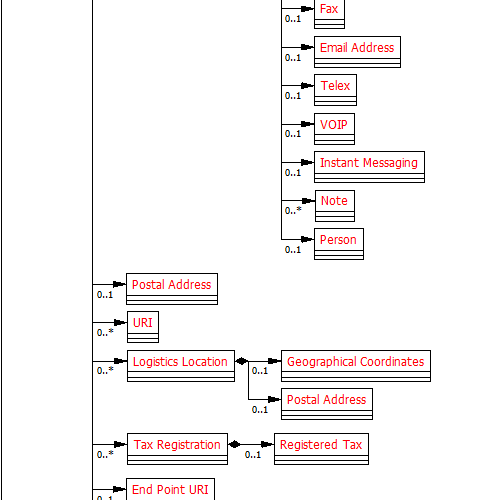 Fax
0..1
Email Address
0..1
Telex
0..1
VOIP
0..1
Instant Messaging
0..1
Note
0..*
Person
0..1
Postal Address
0..1
URI
0..*
Logistics Location
0..*
Geographical Coordinates
0..1
Postal Address
0..1
Tax Registration
0..*
Registered Tax
0..1
End Point URI
0..1